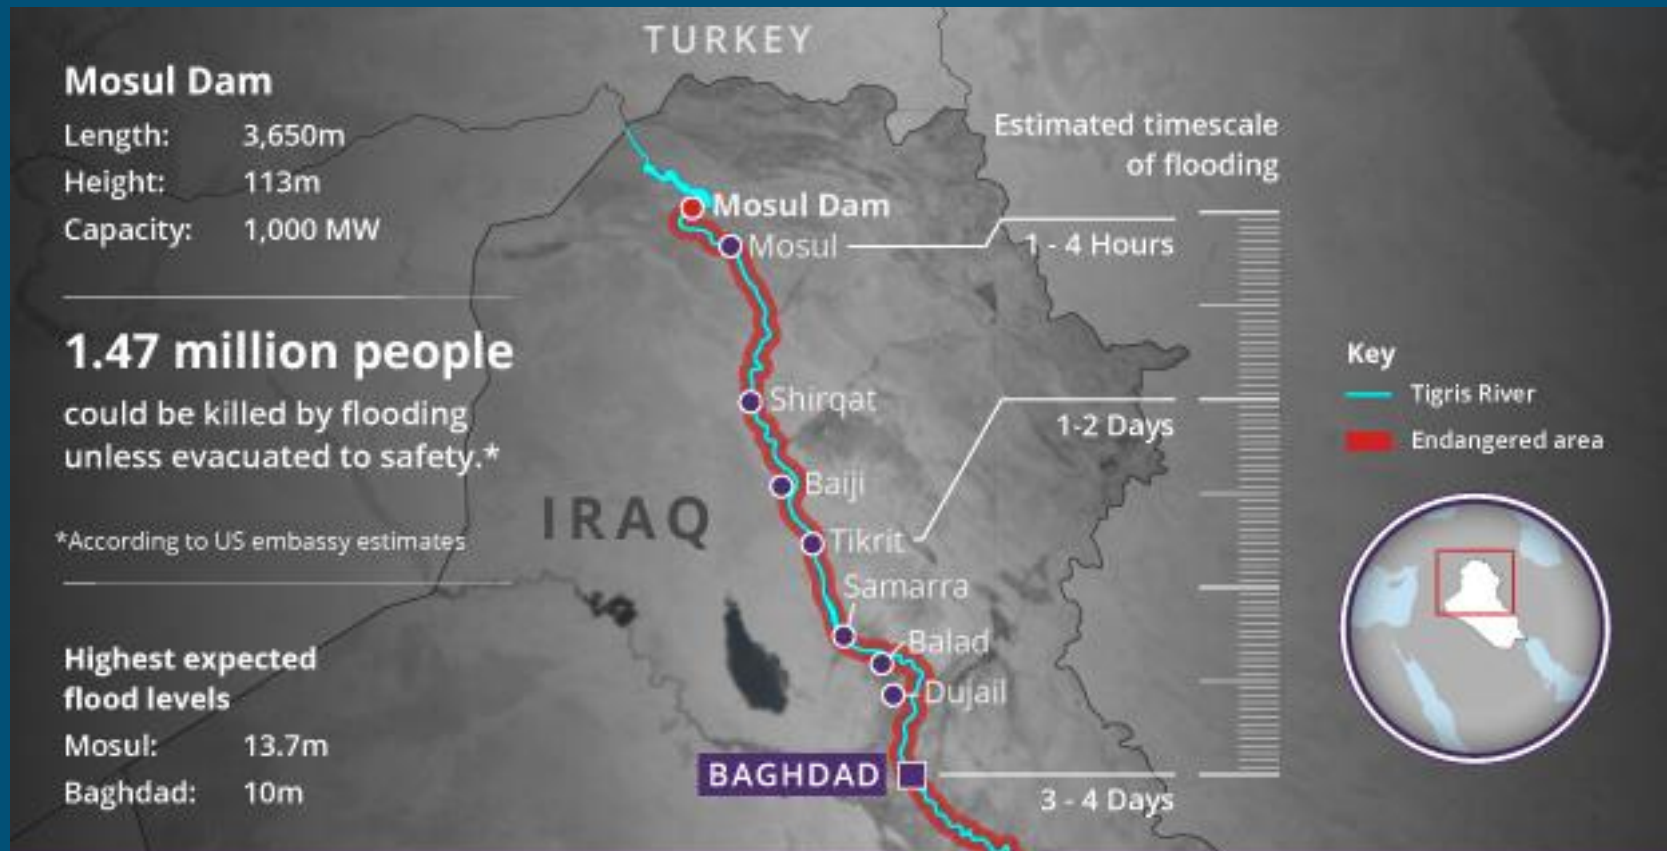 TURKEY
Mosul Dam
Length: 3,650m
Height: 113m
Capacity: 1,000 MW
1.47 million people
could be killed by flooding
unless evacuated to safety.*
*According to US embassy estimates
Highest expected
flood levels
Mosul: 13.7m
Baghdad: 10m
IRAQ
Mosul Dam
Mosul
Shirqat
Baiji
Tikrit
Samarra
Balad
Dujail
BAGHDAD
Estimated timescale
of flooding
1 - 4 Hours
1-2 Days
3 - 4 Days
Key
Tigris River
Endangered area